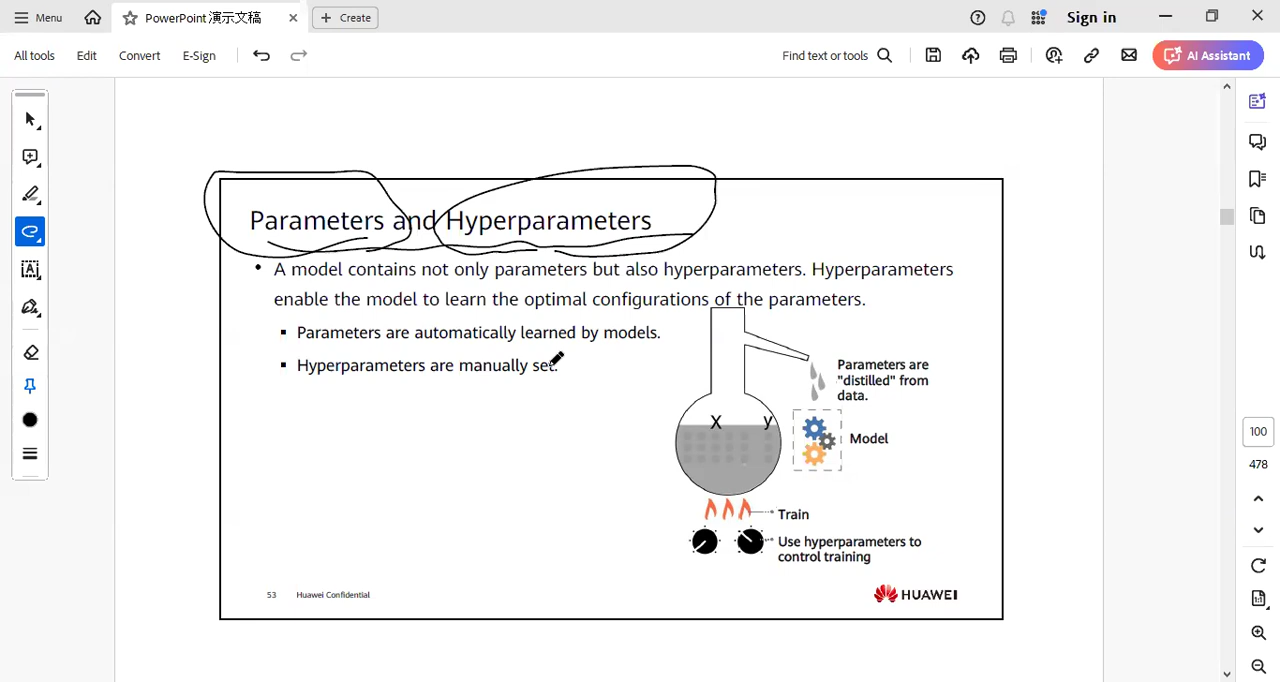 Menu
PowerPoint 演示文稿
Create
Sign in
All tools
Edit
Convert
E-Sign
Find text or tools
AI Assistant
Parameters and Hyperparameters
• A model contains not only parameters but also hyperparameters. Hyperparameters
enable the model to learn the optimal configurations of the parameters.
▪ Parameters are automatically learned by models.
▪ Hyperparameters are manually set.
Parameters are
"distilled" from
data.
X y
Model
Train
Use hyperparameters to
control training
53 Huawei Confidential
HUAWEI
100
478